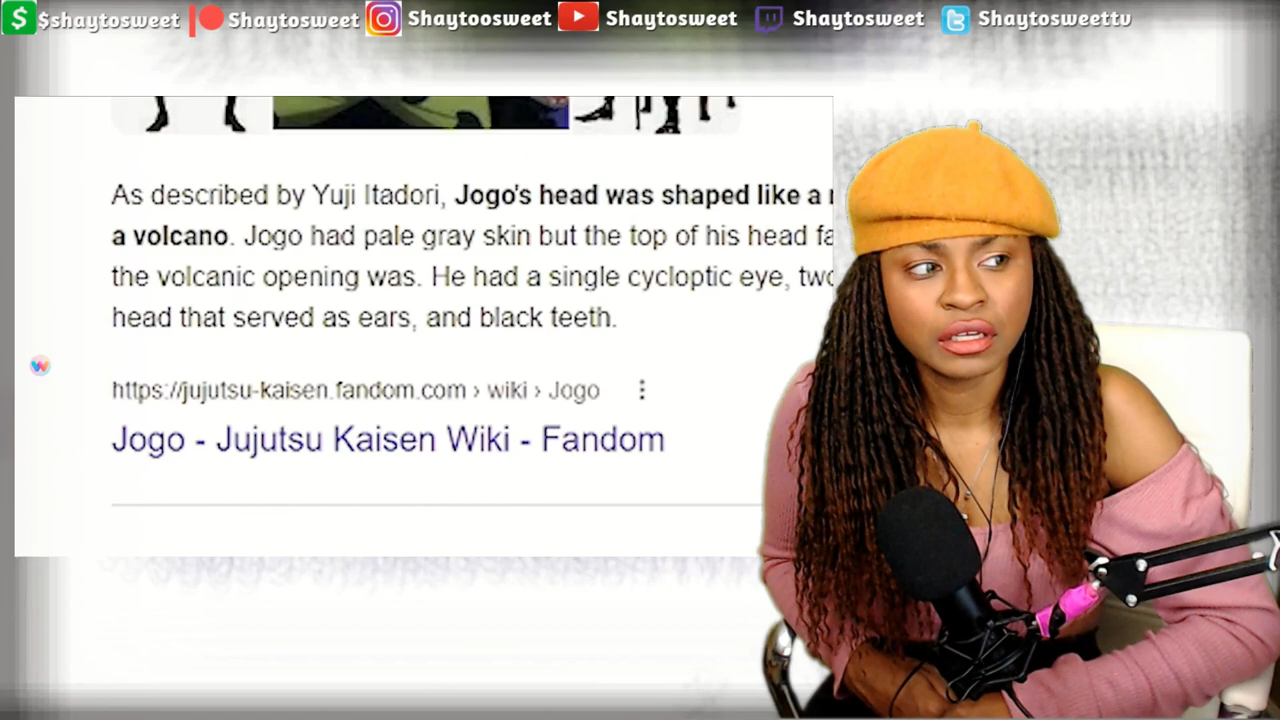 $shaytosweet Shaytosweet Shaytoosweet Shaytosweet Shaytosweet Shaytosweettv
As described by Yuji Itadori, Jogo's head was shaped like a
a volcano. Jogo had pale gray skin but the top of his head fa
the volcanic opening was. He had a single cycloptic eye, two
head that served as ears, and black teeth.
https://jujutsu-kaisen.fandom.com › wiki › Jogo
Jogo - Jujutsu Kaisen Wiki - Fandom